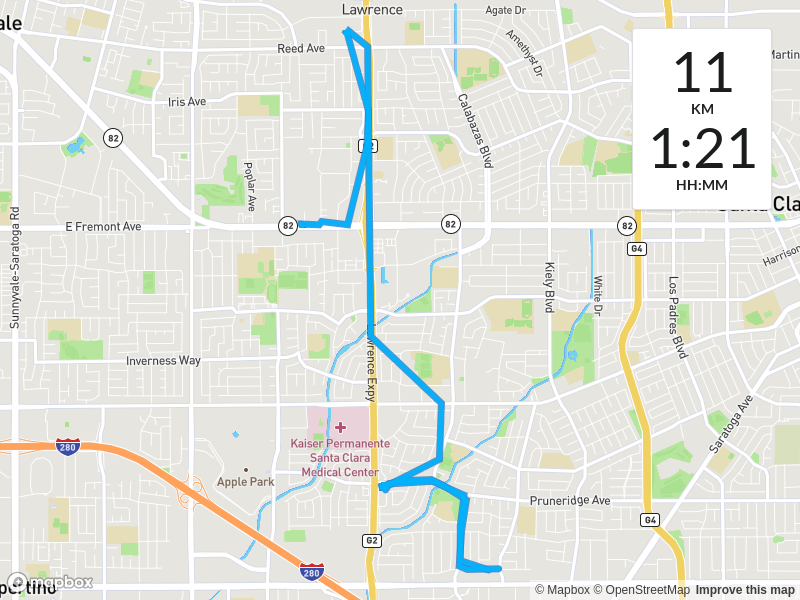 Lawrence
Agate Dr
ale
Reed Ave
Amethyst Dr
Martin
11
KM
1:21
HH:MM
Iris Ave
Calabazas Blvd
82
Poplar Ave
Santa Cla
E Fremont Ave
82
82
82
G4
Harrison
Sunnyvale-Saratoga Rd
Kiely Blvd
White Dr
Los Padres Blvd
Lawrence Expy
Inverness Way
Saratoga Ave
Kaiser Permanente
Santa Clara
Medical Center
280
Apple Park
Pruneridge Ave
G4
G2
280
pertino
mapbox
© Mapbox © OpenStreetMap Improve this map